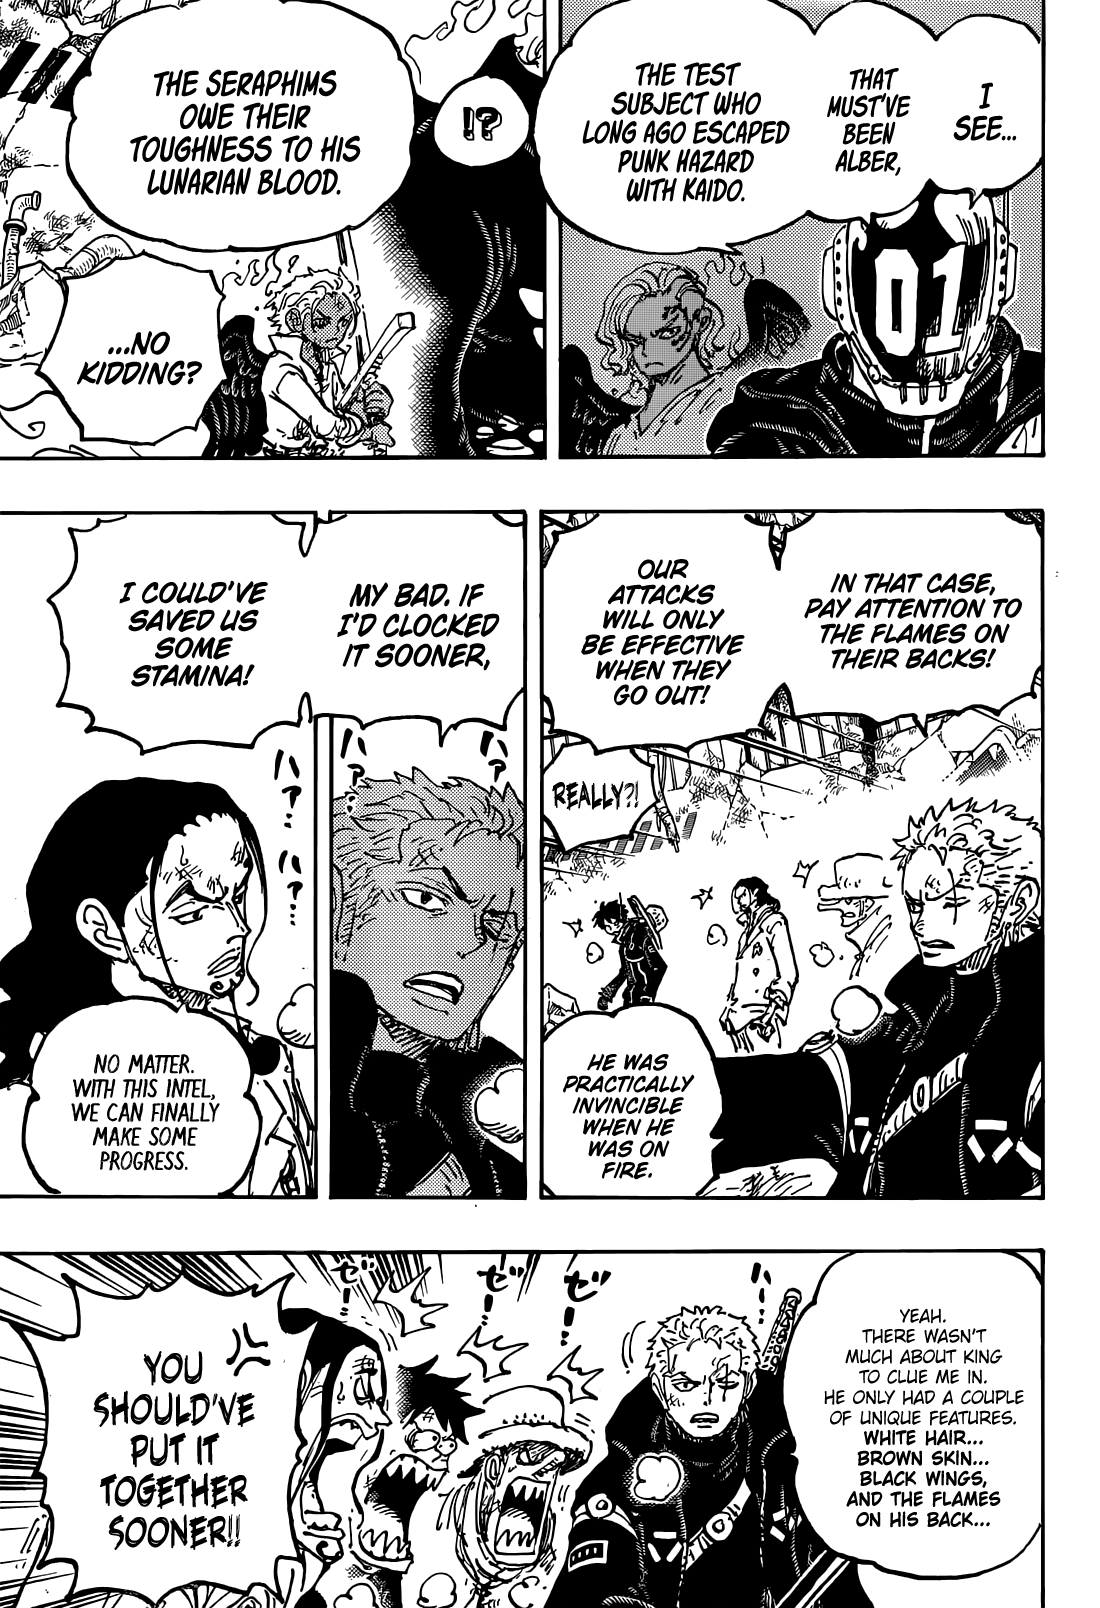 I
SEE...
THAT
MUST'VE
BEEN
ALBER,
THE TEST
SUBJECT WHO
LONG AGO ESCAPED
PUNK HAZARD
WITH KAIDO.
01
!?
THE SERAPHIMS
OWE THEIR
TOUGHNESS TO HIS
LUNARIAN BLOOD.
...NO
KIDDING?
IN THAT CASE,
PAY ATTENTION TO
THE FLAMES ON
THEIR BACKS!
OUR
ATTACKS
WILL ONLY
BE EFFECTIVE
WHEN THEY
GO OUT!
REALLY?!
HE WAS
PRACTICALLY
INVINCIBLE
WHEN HE
WAS ON
FIRE.
MY BAD. IF
I'D CLOCKED
IT SOONER,
ハァ
ハァ…
I COULD'VE
SAVED US
SOME
STAMINA!
ハァ
ハァ…
NO MATTER.
WITH THIS INTEL,
WE CAN FINALLY
MAKE SOME
PROGRESS.
YEAH.
THERE WASN'T
MUCH ABOUT KING
TO CLUE ME IN.
HE ONLY HAD A COUPLE
OF UNIQUE FEATURES.
WHITE HAIR...
BROWN SKIN...
BLACK WINGS,
AND THE FLAMES
ON HIS BACK...
ハァ
ゼェ
ゼェ
ゼェ
YOU
SHOULD'VE
PUT IT
TOGETHER
SOONER!!